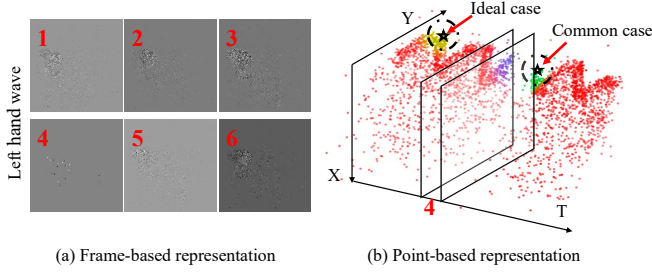 Left hand wave
1
2
3
4
5
6
(a) Frame-based representation
Y
Ideal case
Common case
X
4
T
(b) Point-based representation